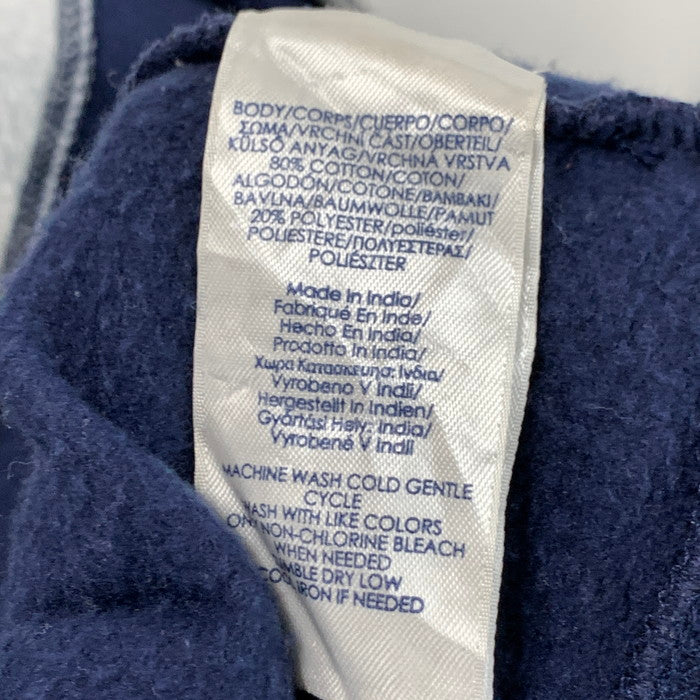 BODY/CORPS/CUERPO/CORPO/
ΣΩΜΑ/VRCHNÍ ČÁST/OBERTEIL/
KÜLSŐ ANYAG/VRCHNÁ VRSTVA
80% COTTON/COTON/
ALGODÓN/COTONE/ΒΑΜΒΑΚΙ/
BAVLNA/BAUMWOLLE/PAMUT
20% POLYESTER/poliéster/
POLIESTERE/ΠΟΛΥΕΣΤΕΡΑΣ/
POLIÉSZTER
Made In India/
Fabriqué En Inde/
Hecho En India/
Prodotto In India/
Χωρα Κατασκευης: Ινδια/
Vyrobeno V Indii/
Hergestellt in Indien/
Gyártási Hely: India/
Vyrobené V Indii
MACHINE WASH COLD GENTLE
CYCLE
WASH WITH LIKE COLORS
NON-CHLORINE BLEACH
WHEN NEEDED
DRY LOW
IRON IF NEEDED